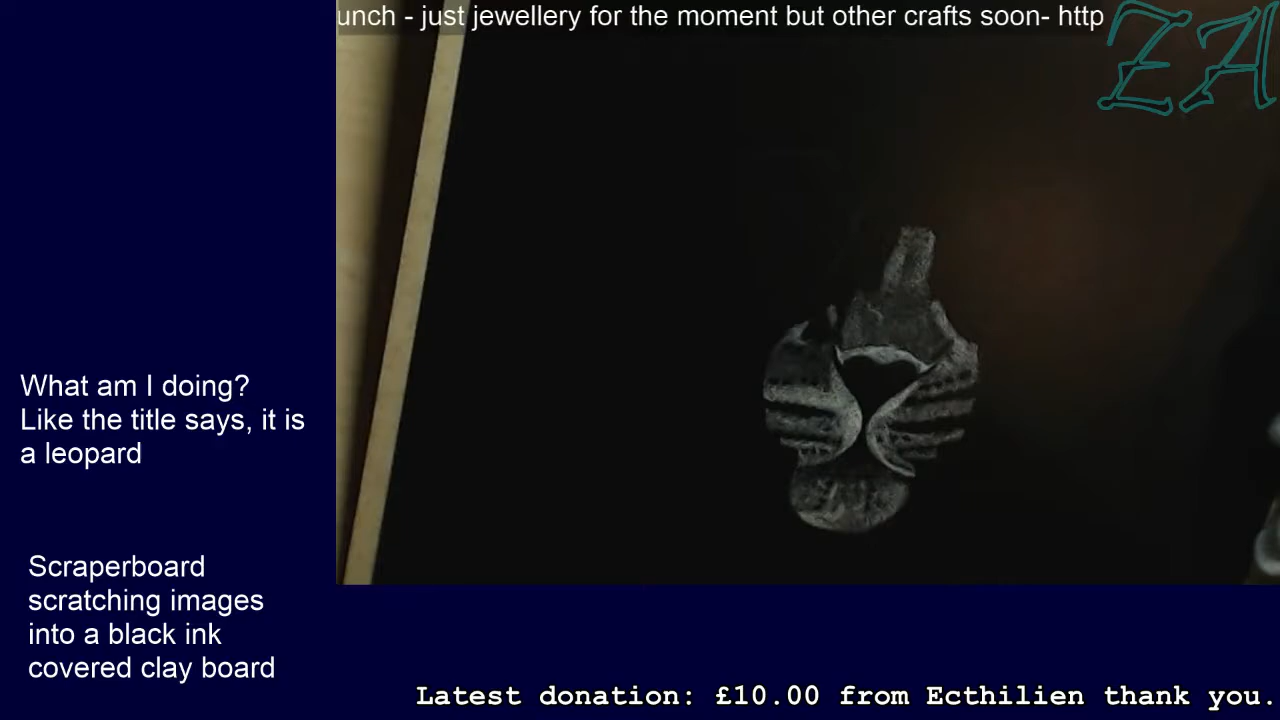 unch - just jewellery for the moment but other crafts soon- http
ZA
What am I doing?
Like the title says, it is
a leopard
Scraperboard
scratching images
into a black ink
covered clay board
Latest donation: £10.00 from Ecthilien thank you.